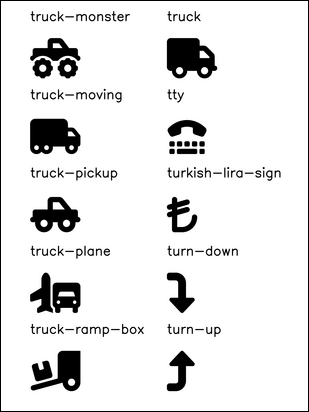 truck-monster truck
truck-moving tty
truck-pickup turkish-lira-sign
truck-plane turn-down
truck-ramp-box turn-up